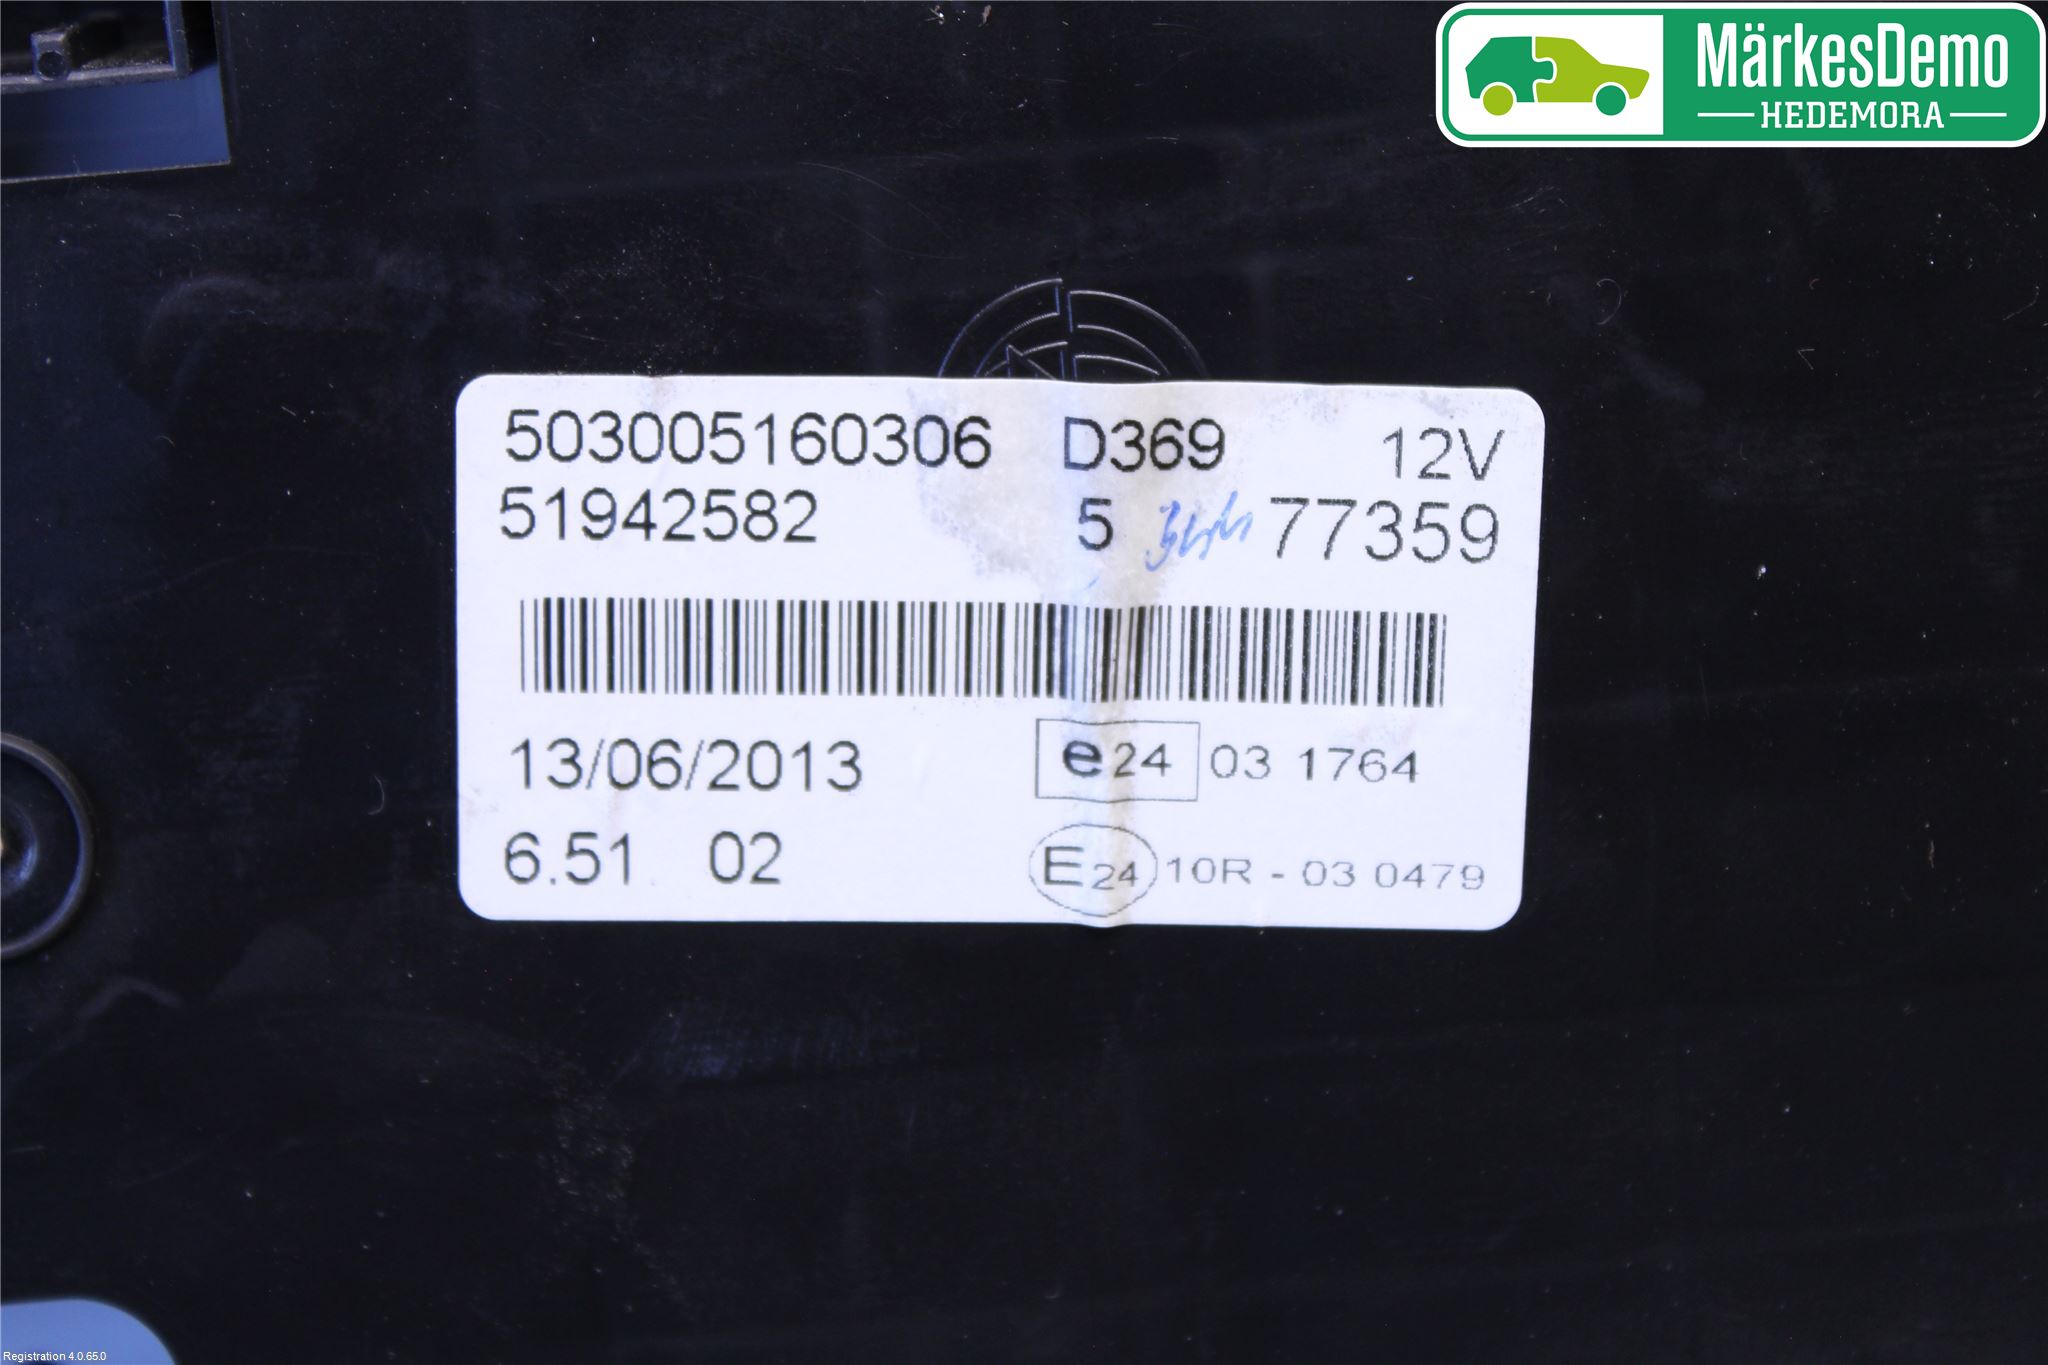 MärkesDemo
HEDEMORA
503005160306 D369 12V
51942582 5 77359
13/06/2013 e24 03 1764
6.51 02 E24 10R - 03 0479
Registration 4.0.65.0